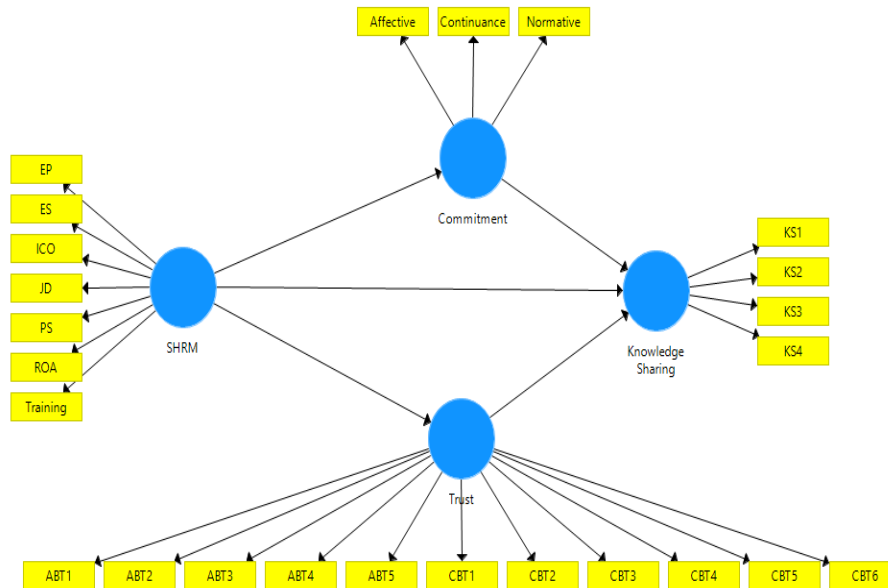 Affective
Continuance
Normative
Commitment
EP
ES
ICO
JD
PS
ROA
Training
SHRM
KS1
KS2
KS3
KS4
Knowledge
Sharing
Trust
ABT1
ABT2
ABT3
ABT4
ABT5
CBT1
CBT2
CBT3
CBT4
CBT5
CBT6